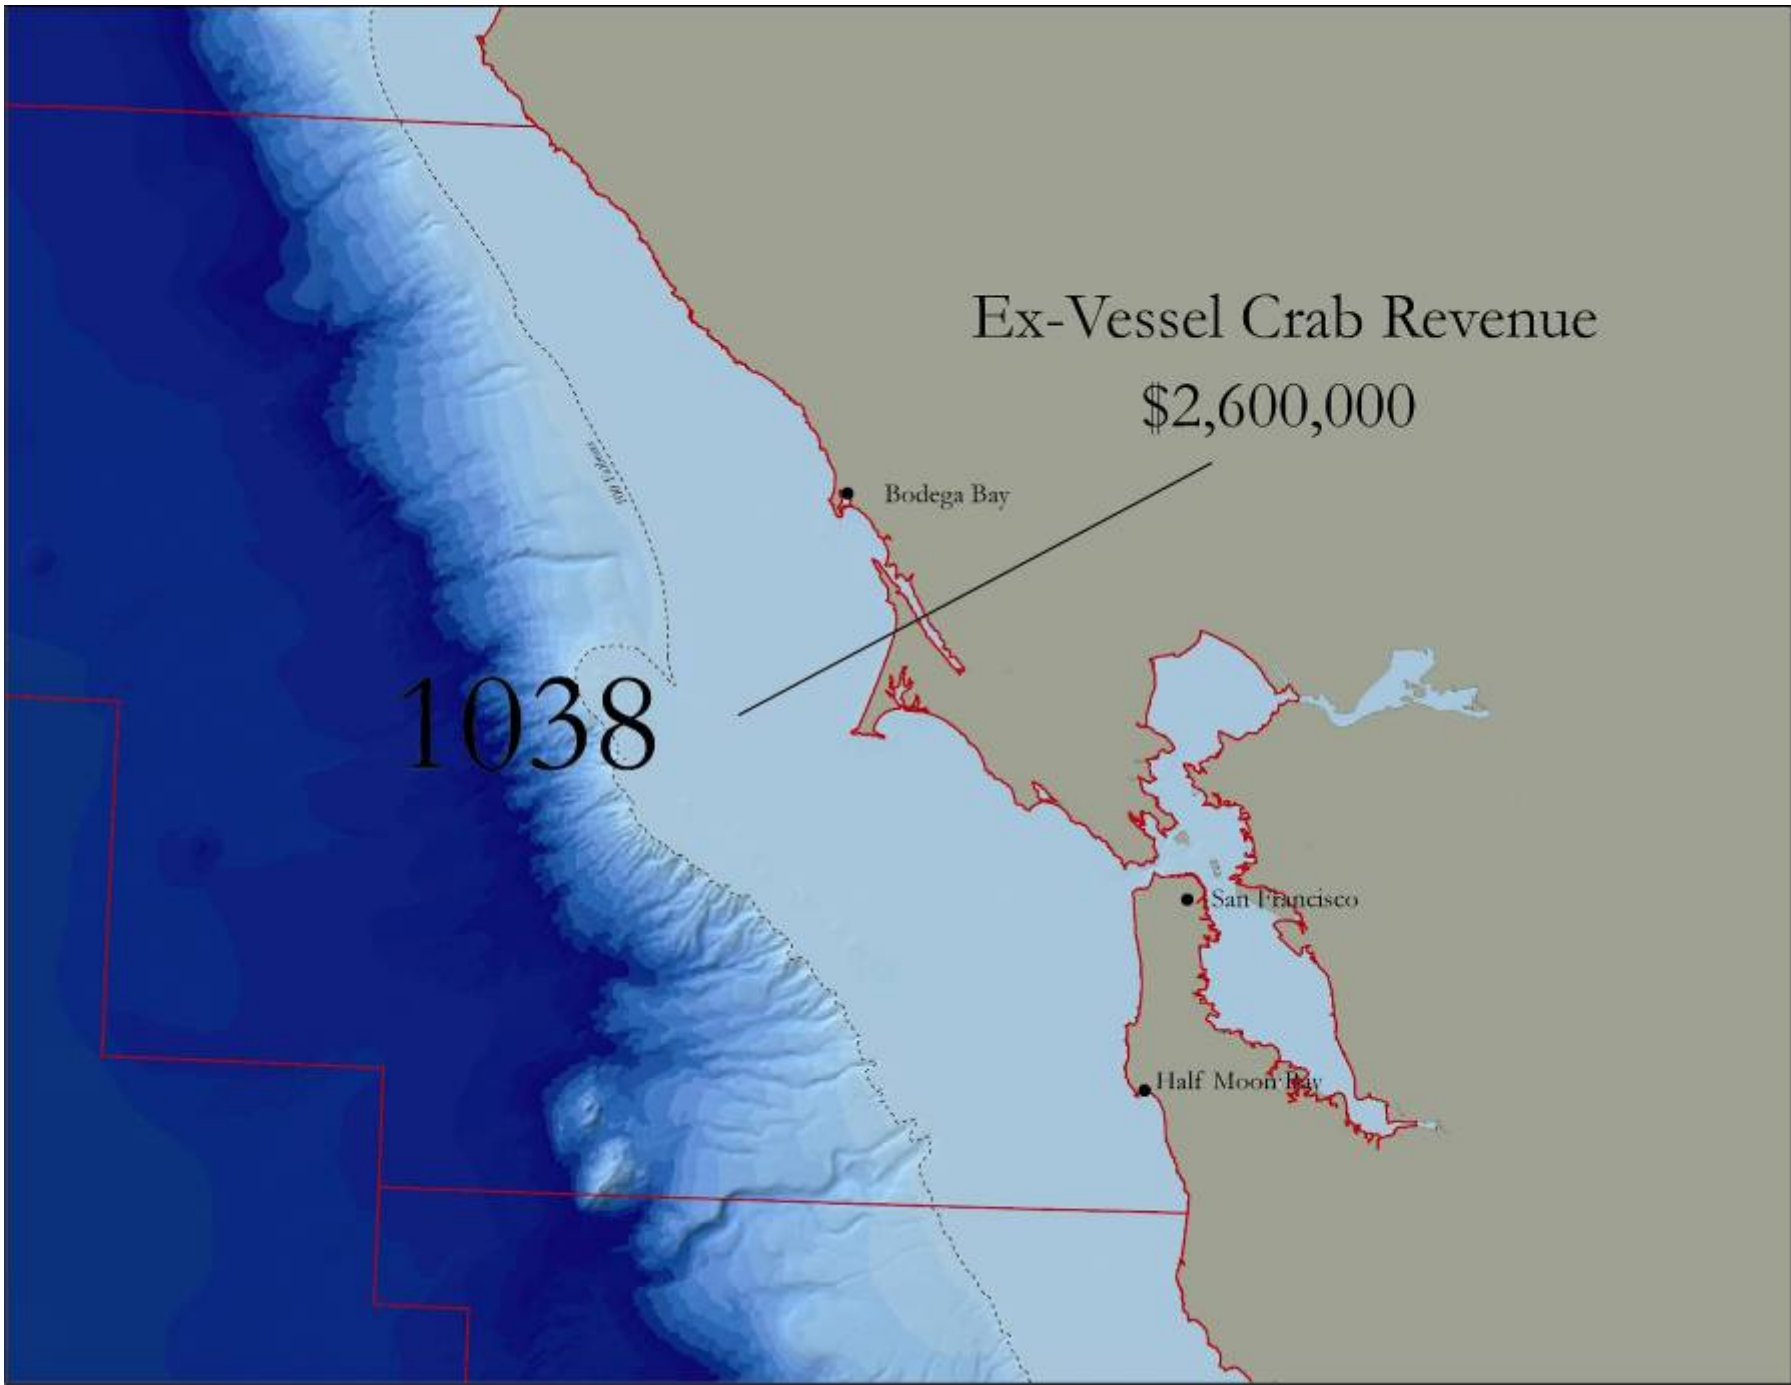 Ex-Vessel Crab Revenue
$2,600,000
Bodega Bay
1038
San Francisco
Half Moon Bay